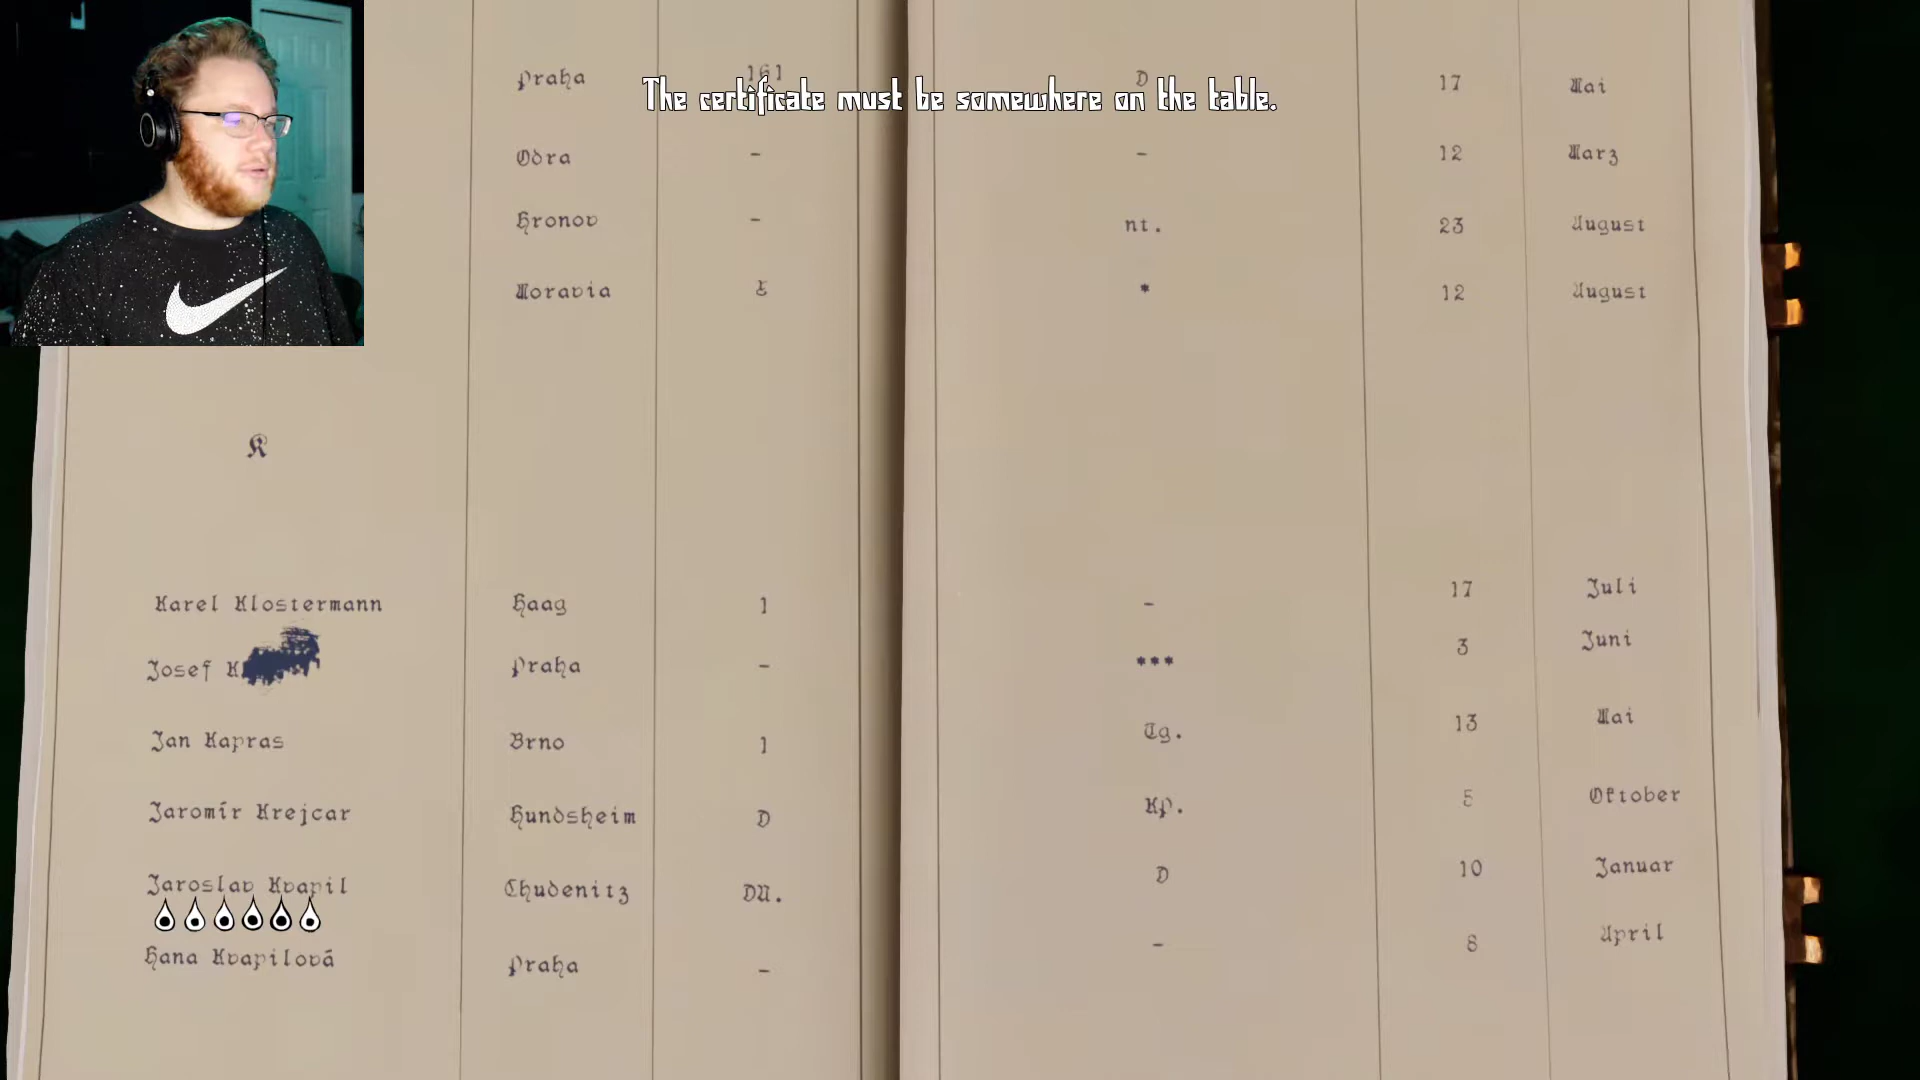 The certificate must be somewhere on the table.
Praha 161 D 17 Mai
Odra - - 12 Marz
Hronov - nt. 23 August
Moravia E * 12 August
K
Karel Klostermann Haag 1 - 17 Juli
Josef K Praha - *** 3 Juni
Jan Kapras Brno 1 Tg. 13 Mai
Jaromír Krejcar Hundsheim D Kp. 5 Oktober
Jaroslav Kvapil Chudenitz DU. D 10 Januar
Hana Kvapilová Praha - - 8 April